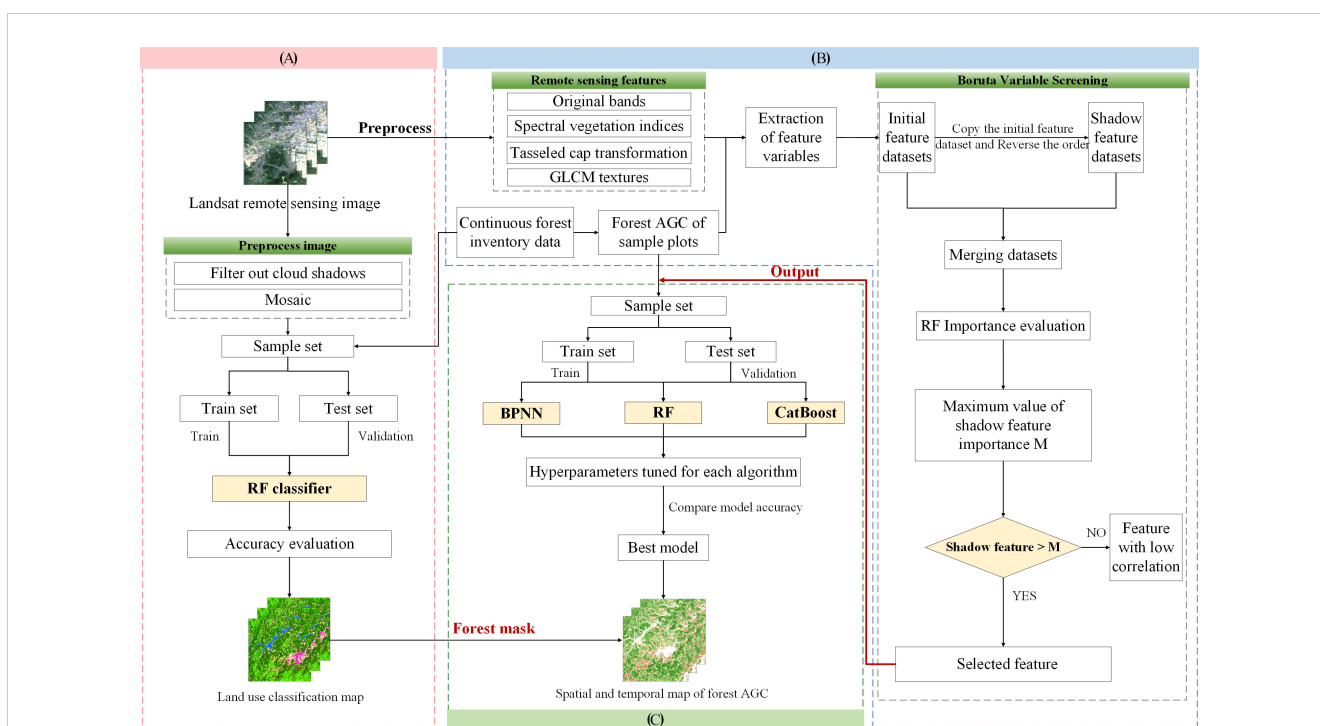 (A)
Landsat remote sensing image
Preprocess image
Filter out cloud shadows
Mosaic
Sample set
Train set
Test set
Train
Validation
RF classifier
Accuracy evaluation
Land use classification map
(B)
Preprocess
Remote sensing features
Original bands
Spectral vegetation indices
Tasseled cap transformation
GLCM textures
Continuous forest
inventory data
Forest AGC of
sample plots
Extraction
of feature
variables
Boruta Variable Screening
Initial
feature
datasets
Copy the initial feature
dataset and Reverse the order
Shadow
feature
datasets
Merging datasets
RF Importance evaluation
Maximum value of
shadow feature
importance M
Shadow feature > M
NO
Feature
with low
correlation
YES
Selected feature
Output
Sample set
Train set
Test set
Train
Validation
BPNN
RF
CatBoost
Hyperparameters tuned for each algorithm
Compare model accuracy
Best model
Forest mask
Spatial and temporal map of forest AGC
(C)